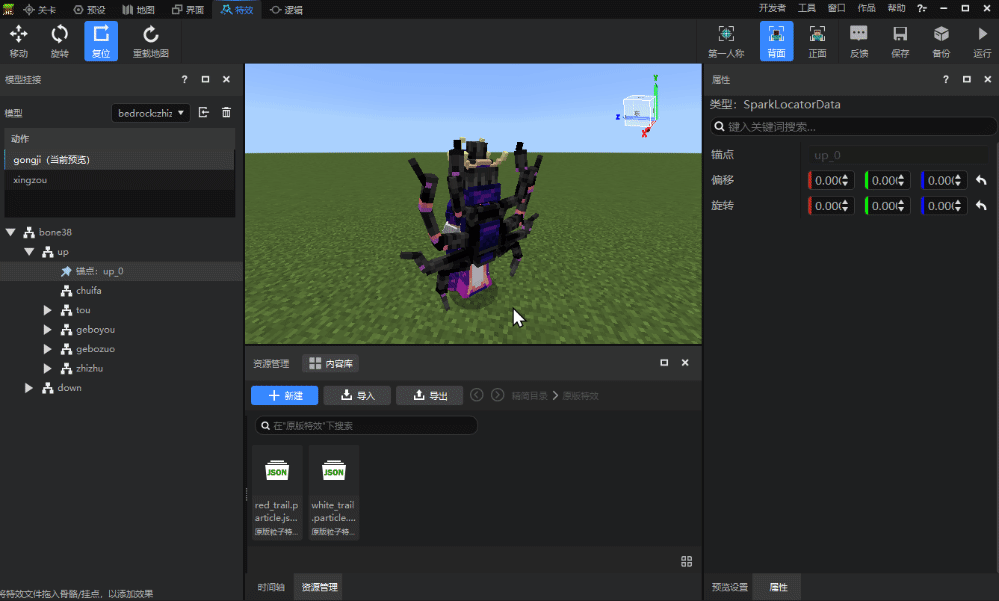 关卡 预设 地图 界面 特效 逻辑 开发者 工具 窗口 作品 帮助 ?
移动 旋转 复位 重载地图 第一人称 背面 正面 反馈 保存 备份 运行
模型挂接 ?
模型 bedrock:zhiz
动作
gongji (当前预览)
xingzou
bone38
up
锚点: up_0
chuifa
tou
geboyou
gebozuo
zhizhu
down
将特效文件拖入骨骼/挂点, 以添加效果
Y
Z
X
资源管理 内容库
新建 导入 导出 精简目录 原版特效
在"原版特效"下搜索
JSON JSON
red_trail.p
article.js...
原版粒子特...
white_trail
.particle....
原版粒子特...
时间轴 资源管理
属性 ?
类型: SparkLocatorData
键入关键词搜索...
锚点 up_0
偏移 0.00( 0.00( 0.00(
旋转 0.00( 0.00( 0.00(
预览设置 属性